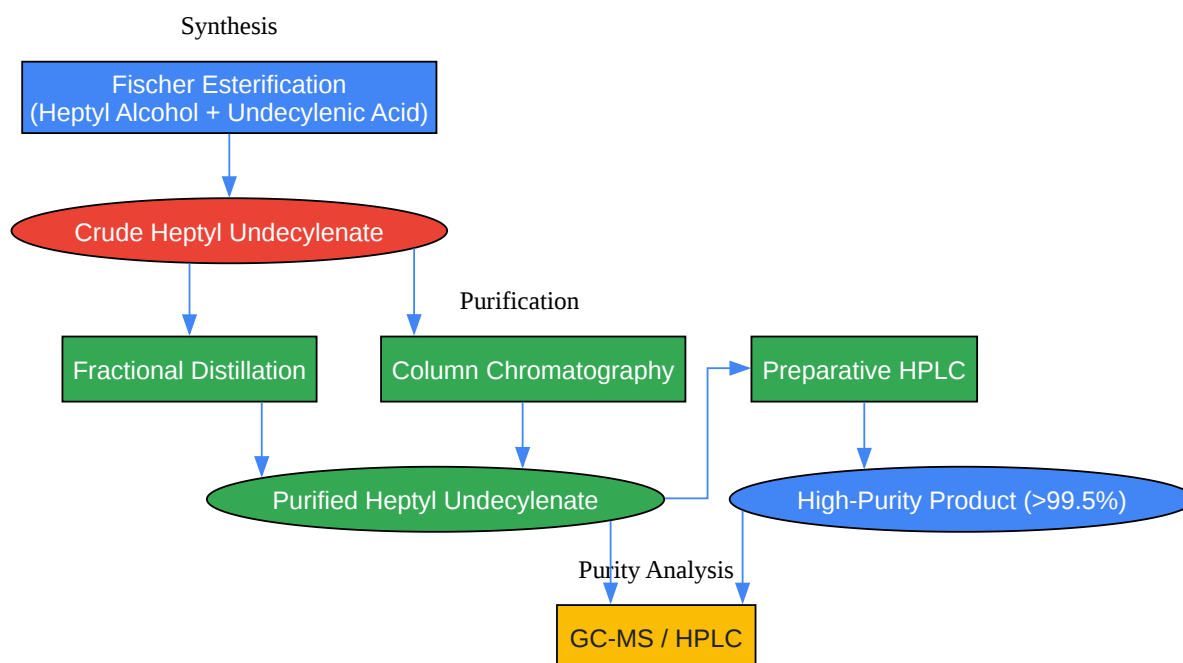 Synthesis
Fischer Esterification
(Heptyl Alcohol + Undecylenic Acid)
Crude Heptyl Undecylenate
Purification
Fractional Distillation
Column Chromatography
Preparative HPLC
Purified Heptyl Undecylenate
High-Purity Product (>99.5%)
Purity Analysis
GC-MS / HPLC